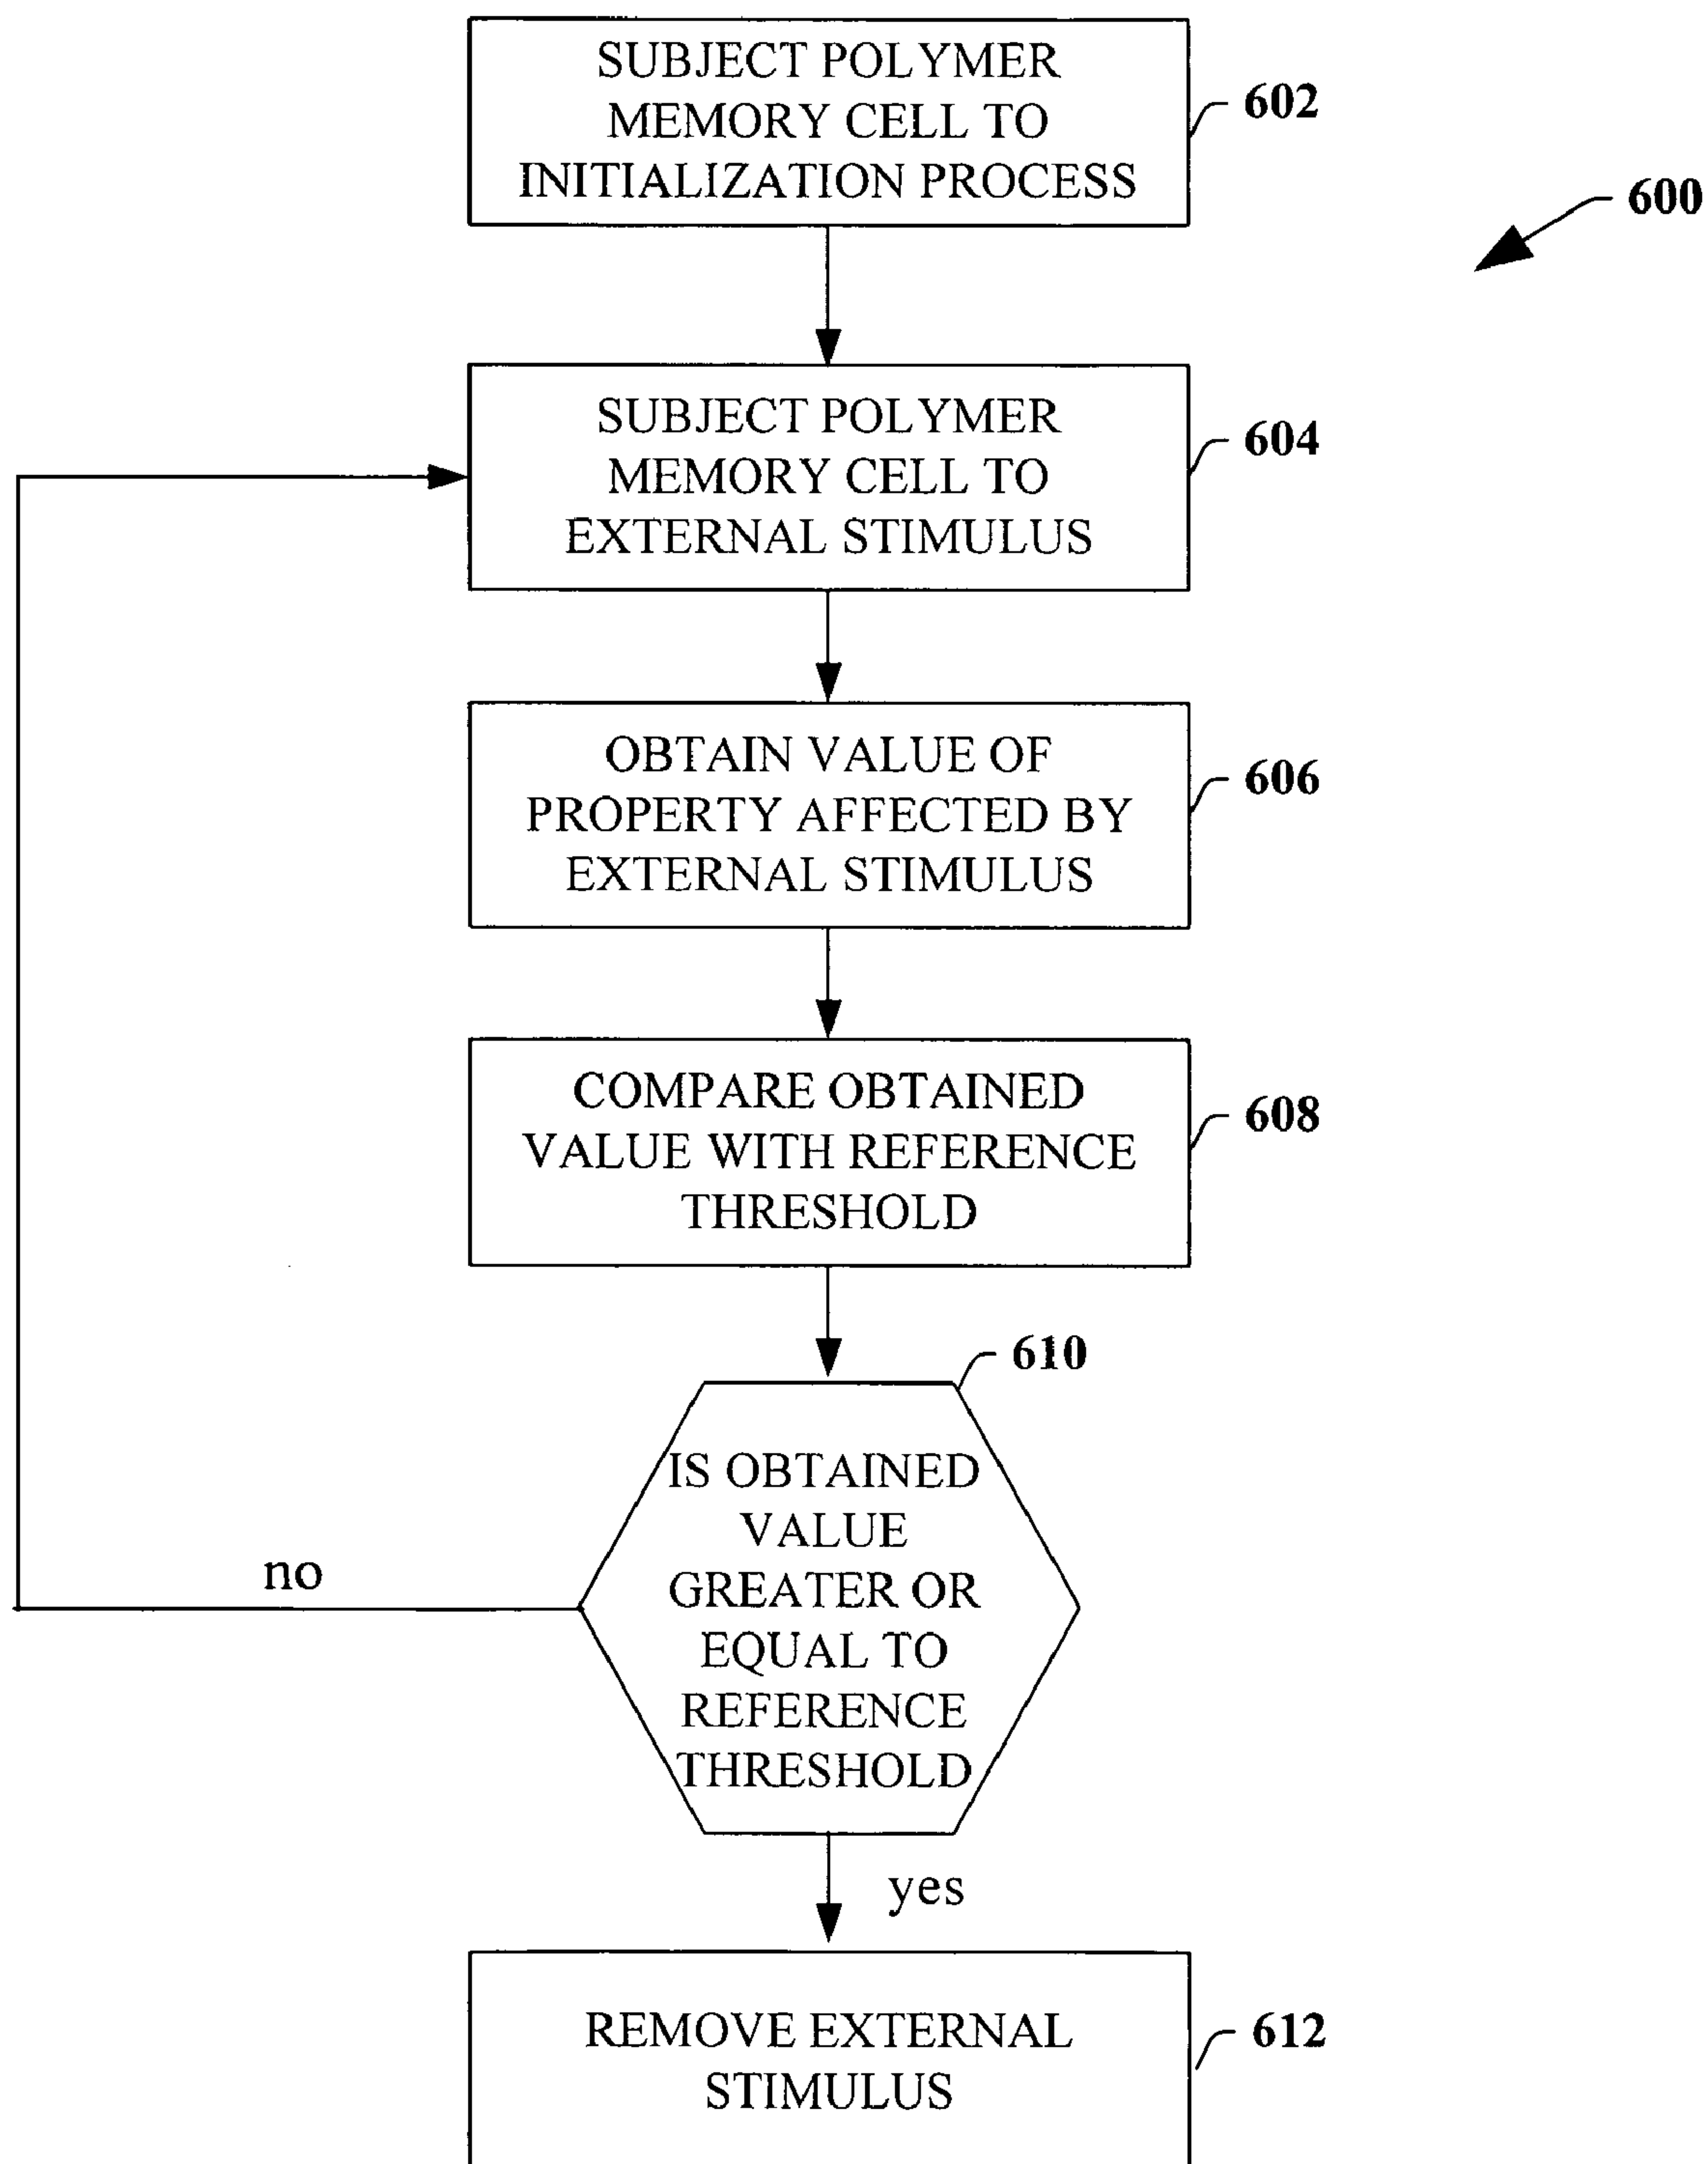 SUBJECT POLYMER
MEMORY CELL TO
INITIALIZATION PROCESS
602
600
SUBJECT POLYMER
MEMORY CELL TO
EXTERNAL STIMULUS
604
OBTAIN VALUE OF
PROPERTY AFFECTED BY
EXTERNAL STIMULUS
606
COMPARE OBTAINED
VALUE WITH REFERENCE
THRESHOLD
608
610
IS OBTAINED
VALUE
GREATER OR
EQUAL TO
REFERENCE
THRESHOLD
no
yes
REMOVE EXTERNAL
STIMULUS
612